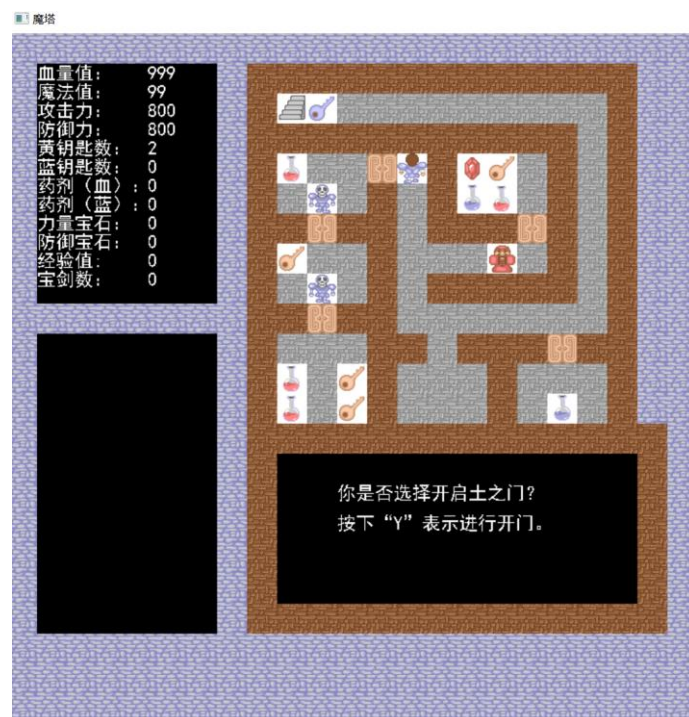 魔塔
血量值： 999
魔法值： 99
攻击力： 800
防御力： 800
黄钥匙数： 2
蓝钥匙数： 0
药剂（血）：0
药剂（蓝）：0
力量宝石： 0
防御宝石： 0
经验值： 0
宝剑数： 0
你是否选择开启土之门？
按下“Y”表示进行开门。